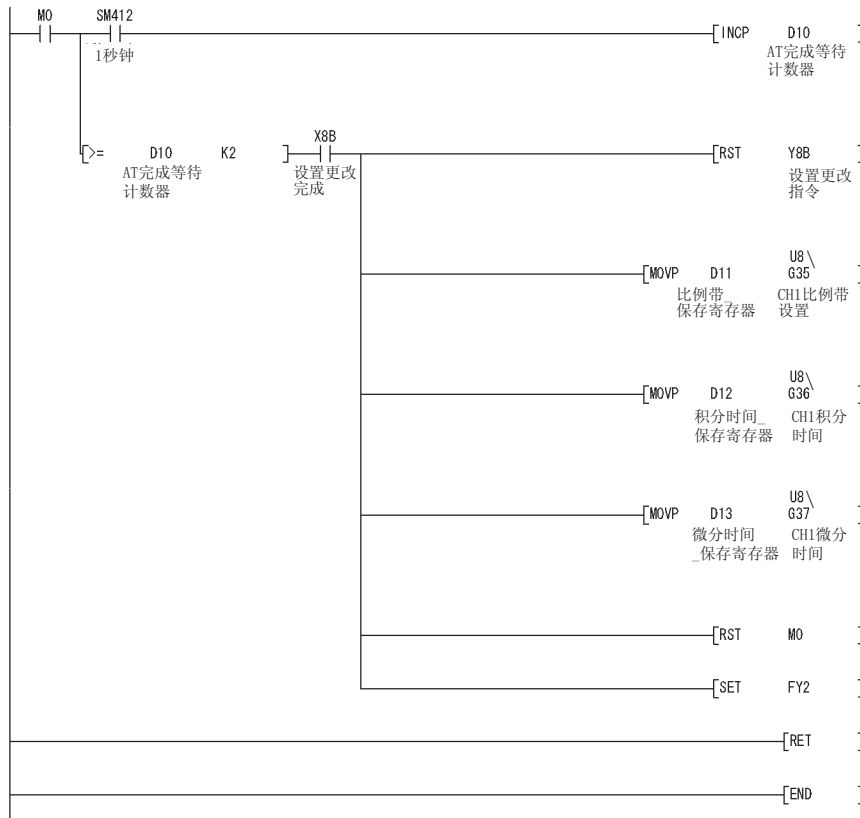 M0 SM412
1秒钟
[INCP D10 ]
AT完成等待
计数器
[>= D10 K2 ]
AT完成等待
计数器
X8B
设置更改
完成
[RST Y8B ]
设置更改
指令
U8\
[MOVP D11 G35 ]
比例带_
保存寄存器
CH1比例带
设置
U8\
[MOVP D12 G36 ]
积分时间_
保存寄存器
CH1积分
时间
U8\
[MOVP D13 G37 ]
微分时间
_保存寄存器
CH1微分
时间
[RST M0 ]
[SET FY2 ]
[RET ]
[END ]